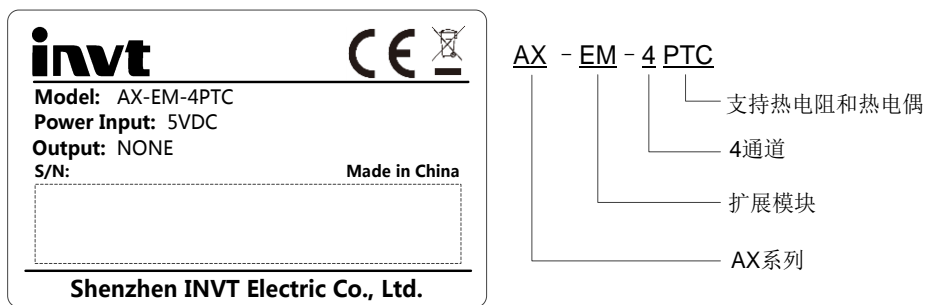 invt
CE
Model: AX-EM-4PTC
Power Input: 5VDC
Output: NONE
S/N: Made in China
Shenzhen INVT Electric Co., Ltd.
AX - EM - 4 PTC
支持热电阻和热电偶
4通道
扩展模块
AX系列